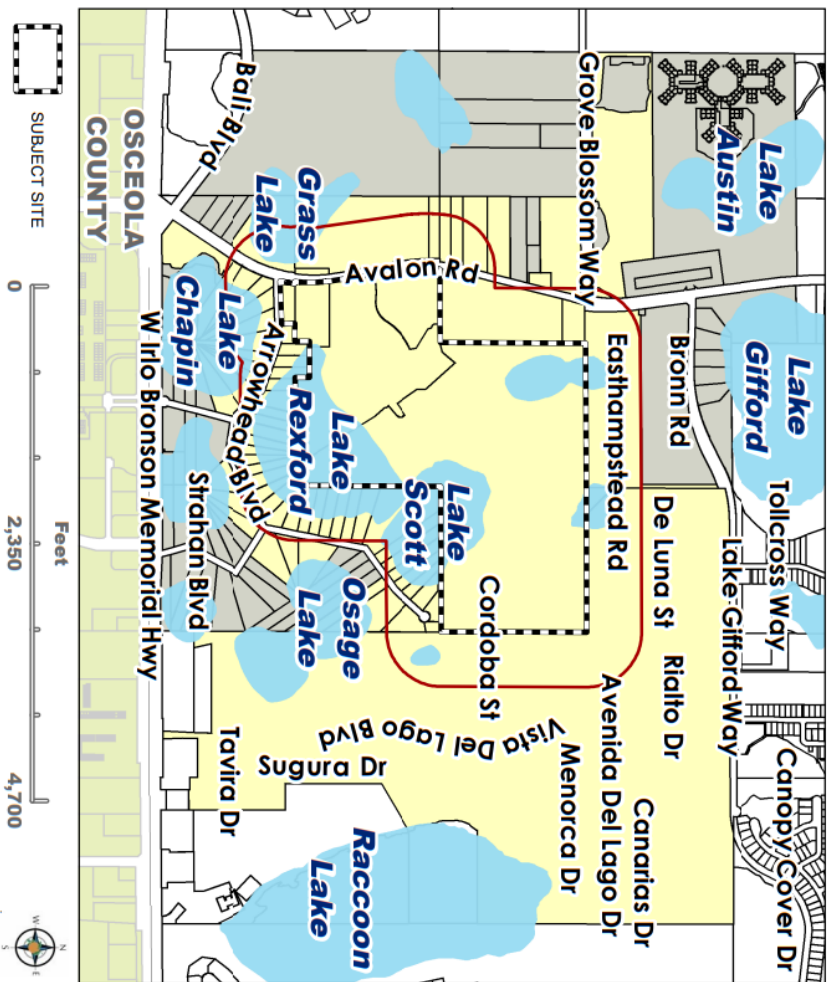 Bali-Blvd
Grove-Blossom-Way
Lake
Austin
OSCEOLA
COUNTY
SUBJECT SITE
Grass
Lake
Avalon Rd
Lake
Chapin
Arrowhead-Blvd
Lake
Rexford
Easthampstead Rd
Bronn Rd
Lake
Gifford
W Irlo Bronson Memorial Hwy
Strahan Blvd
Lake
Scott
De Luna St
Tollcross Way
Lake-Gifford-Way
Osage
Lake
Cordoba St
Rialto Dr
Vista Del Lago Blvd
Avenida Del Lago Dr
Menorca Dr
Canarias Dr
Canopy Cover Dr
Tavira Dr
Sugura Dr
Raccoon
Lake
0
2,350
4,700
Feet
N
W
E
S